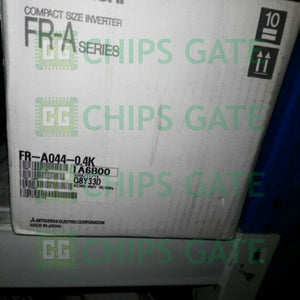 COMPACT SIZE INVERTER
FR-A SERIES
10
CHIPS GATE
CHIPS GATE
FR-A044-0.4K
1A6B00
Q8Y33D
CHIPS GATE
MITSUBISHI ELECTRIC CORPORATION
MADE IN JAPAN
CHIPS GATE